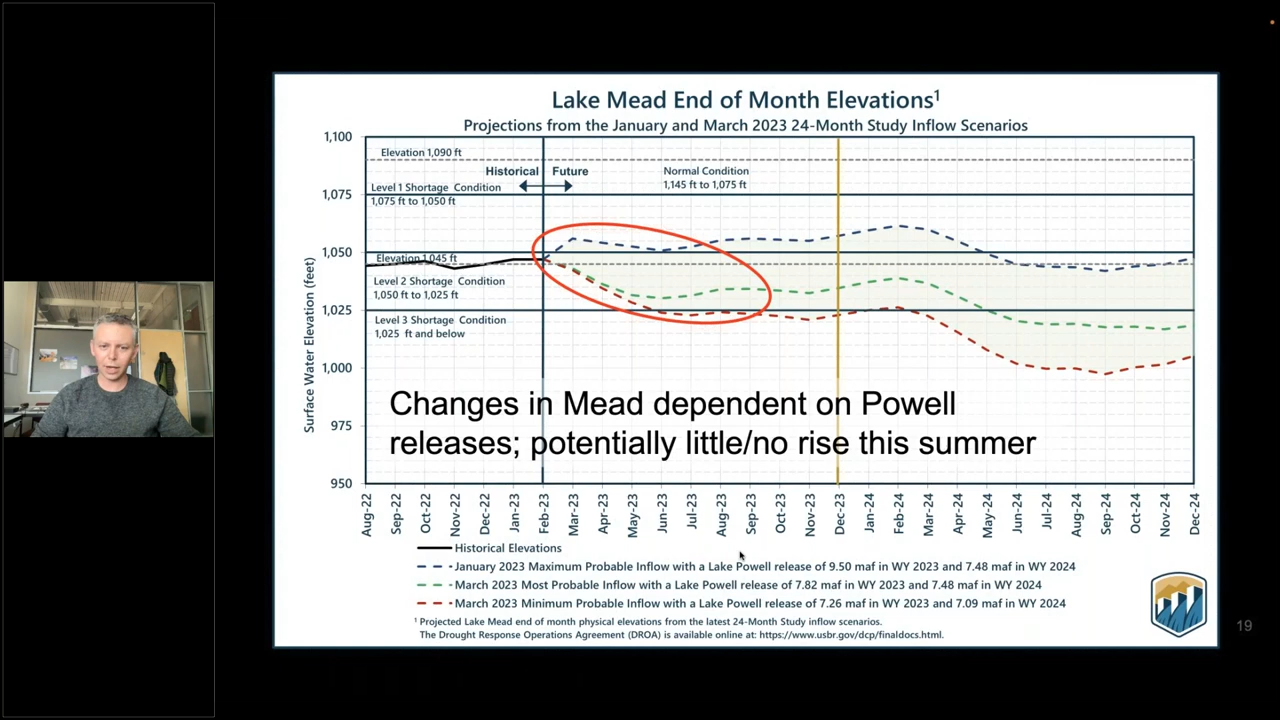 Lake Mead End of Month Elevations¹
Projections from the January and March 2023 24-Month Study Inflow Scenarios
Surface Water Elevation (feet)
1,100
1,075
1,050
1,025
1,000
975
950
Elevation 1,090 ft
Historical
Future
Normal Condition
1,145 ft to 1,075 ft
Level 1 Shortage Condition
1,075 ft to 1,050 ft
Elevation 1,045 ft
Level 2 Shortage Condition
1,050 ft to 1,025 ft
Level 3 Shortage Condition
1,025 ft and below
Changes in Mead dependent on Powell
releases; potentially little/no rise this summer
Aug-22
Sep-22
Oct-22
Nov-22
Dec-22
Jan-23
Feb-23
Mar-23
Apr-23
May-23
Jun-23
Jul-23
Aug-23
Sep-23
Oct-23
Nov-23
Dec-23
Jan-24
Feb-24
Mar-24
Apr-24
May-24
Jun-24
Jul-24
Aug-24
Sep-24
Oct-24
Nov-24
Dec-24
Historical Elevations
January 2023 Maximum Probable Inflow with a Lake Powell release of 9.50 maf in WY 2023 and 7.48 maf in WY 2024
March 2023 Most Probable Inflow with a Lake Powell release of 7.82 maf in WY 2023 and 7.48 maf in WY 2024
March 2023 Minimum Probable Inflow with a Lake Powell release of 7.26 maf in WY 2023 and 7.09 maf in WY 2024
¹ Projected Lake Mead end of month physical elevations from the latest 24-Month Study inflow scenarios.
The Drought Response Operations Agreement (DROA) is available online at: https://www.usbr.gov/dcp/finaldocs.html.
19